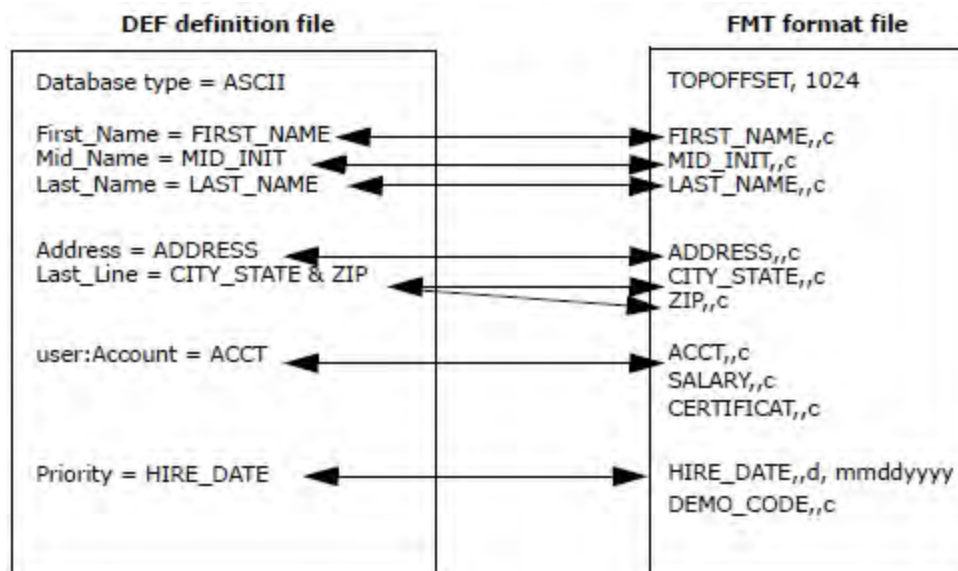 DEF definition file
Database type = ASCII
First_Name = FIRST_NAME
Mid_Name = MID_INIT
Last_Name = LAST_NAME
Address = ADDRESS
Last_Line = CITY_STATE & ZIP
user:Account = ACCT
Priority = HIRE_DATE
FMT format file
TOPOFFSET, 1024
FIRST_NAME,,c
MID_INIT,,c
LAST_NAME,,c
ADDRESS,,c
CITY_STATE,,c
ZIP,,c
ACCT,,c
SALARY,,c
CERTIFICAT,,c
HIRE_DATE,,d, mmddyyyy
DEMO_CODE,,c